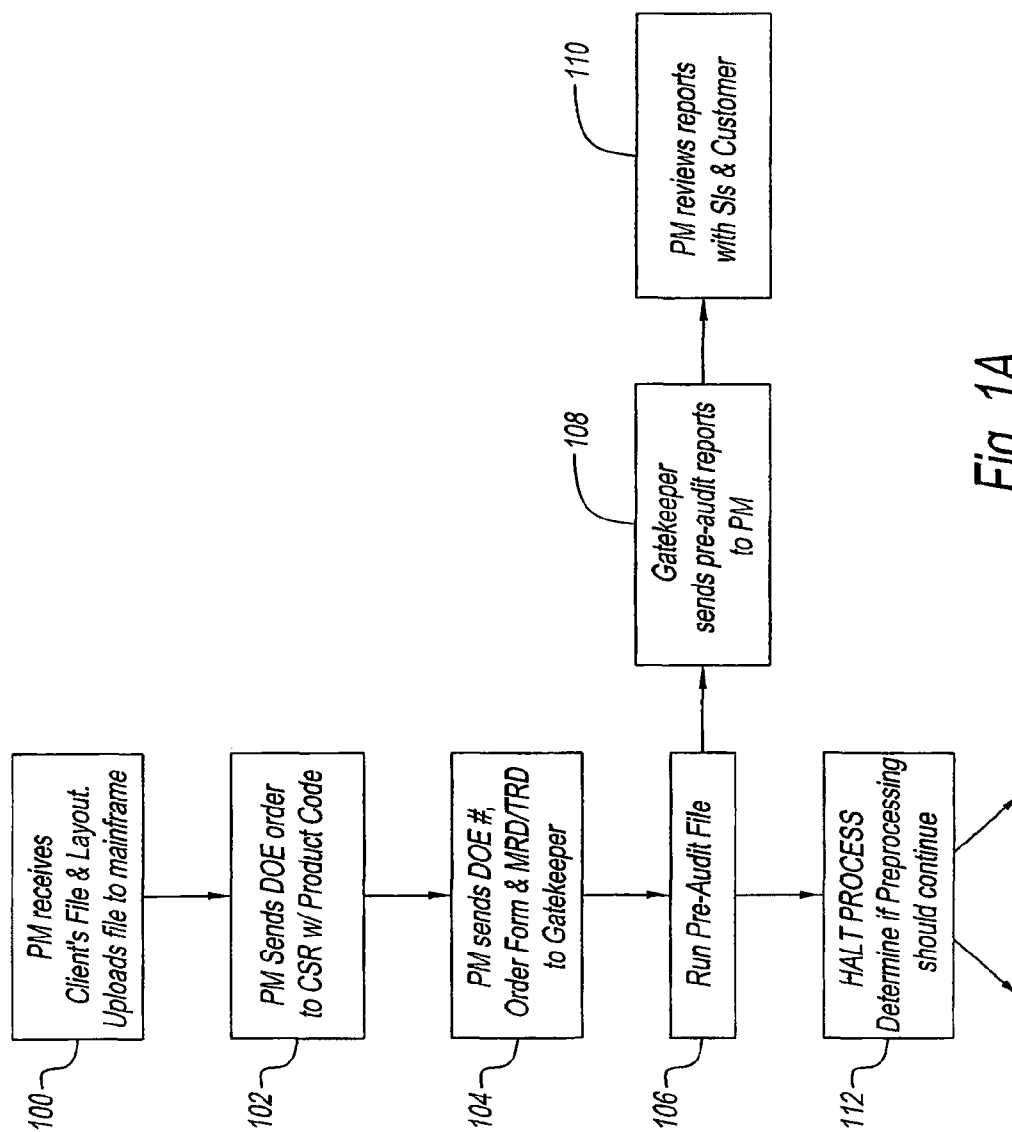 100
PM receives
Client's File & Layout.
Uploads file to mainframe
102
PM Sends DOE order
to CSR w/ Product Code
104
PM sends DOE #,
Order Form & MRD/TRD
to Gatekeeper
106
Run Pre-Audit File
108
Gatekeeper
sends pre-audit reports
to PM
110
PM reviews reports
with SIs & Customer
112
HALT PROCESS
Determine if Preprocessing
should continue
Fig. 1A